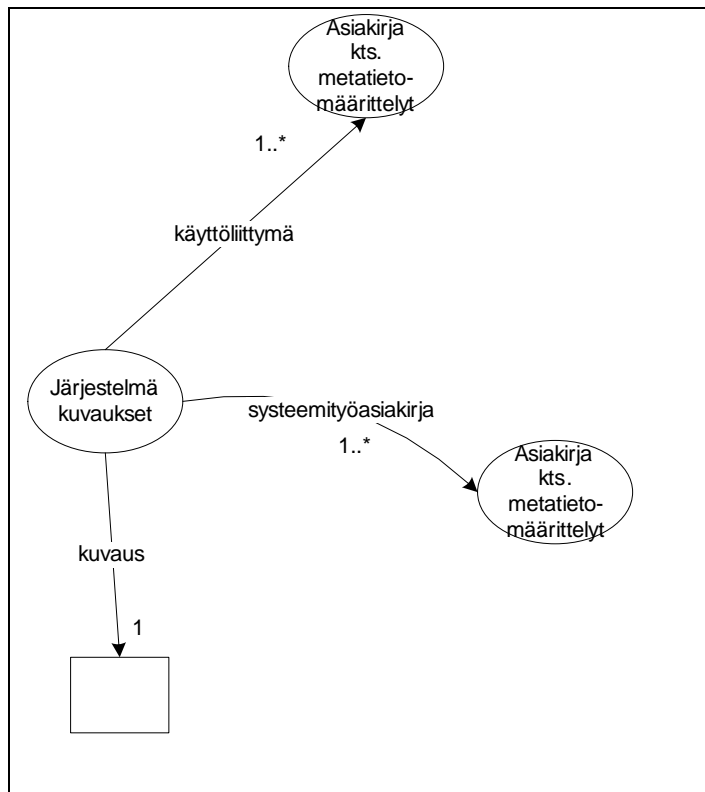 Asiakirja
kts.
metatieto-
määrittelyt
1..*
käyttöliittymä
Järjestelmä
kuvaukset
systeemityöasiakirja
1..*
Asiakirja
kts.
metatieto-
määrittelyt
kuvaus
1